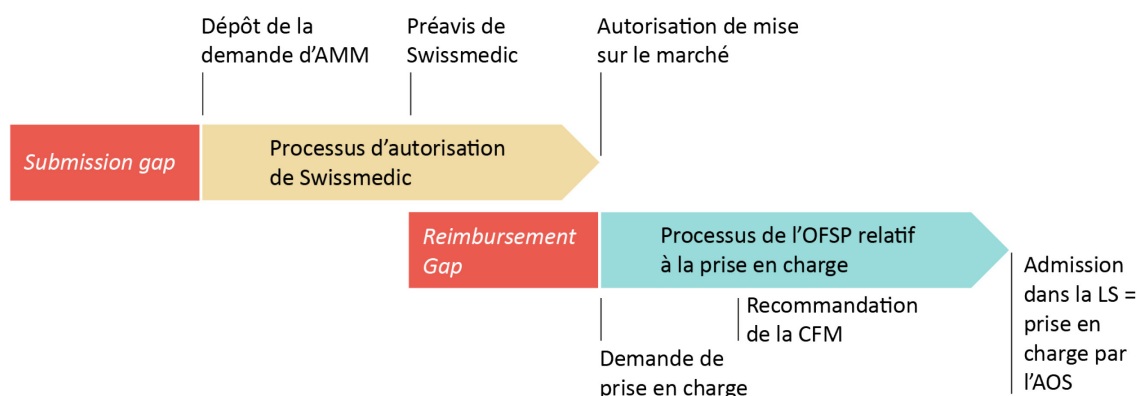 Dépôt de la
demande d’AMM
Préavis de
Swissmedic
Autorisation de mise
sur le marché
Submission gap
Processus d’autorisation
de Swissmedic
Reimbursement
Gap
Processus de l’OFSP relatif
à la prise en charge
Admission
dans la LS =
prise en
charge par
l’AOS
Recommandation
de la CFM
Demande de
prise en charge